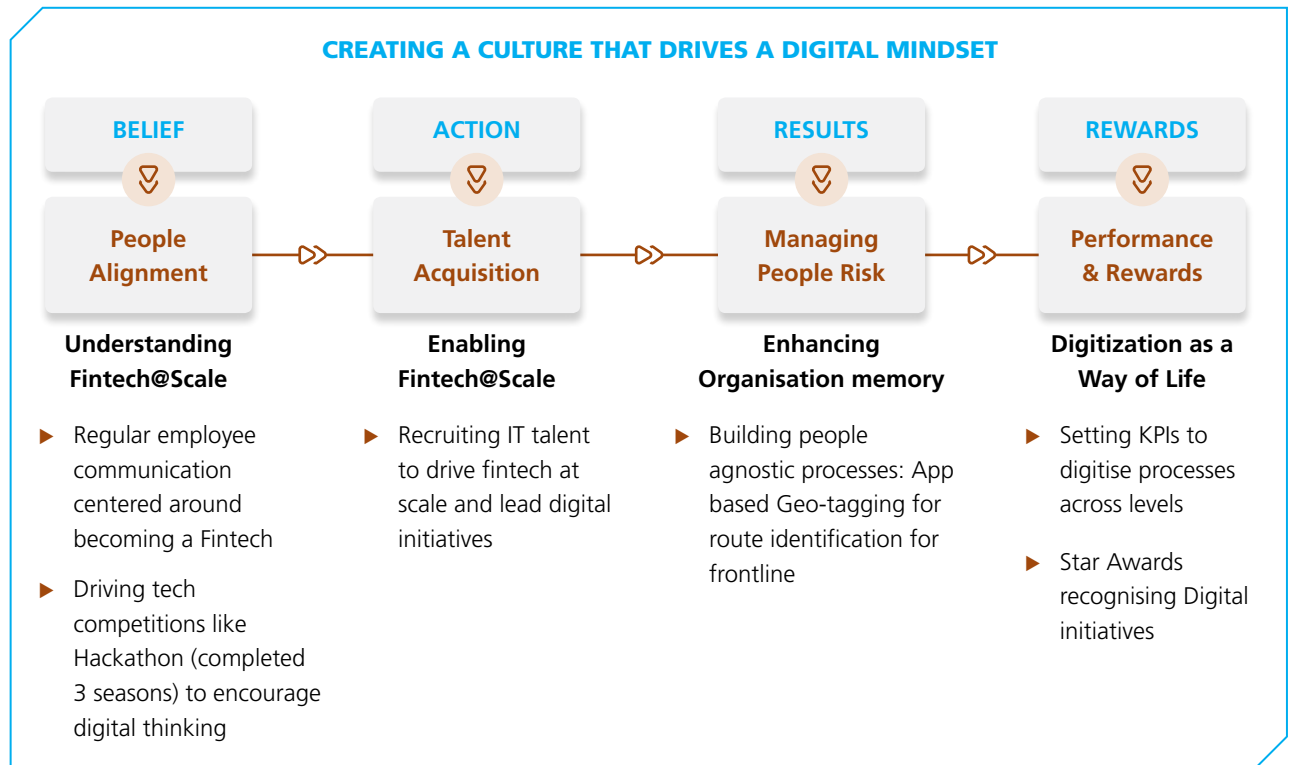 CREATING A CULTURE THAT DRIVES A DIGITAL MINDSET
BELIEF
People
Alignment
Understanding
Fintech@Scale
Regular employee
communication
centered around
becoming a Fintech
Driving tech
competitions like
Hackathon (completed
3 seasons) to encourage
digital thinking
ACTION
Talent
Acquisition
Enabling
Fintech@Scale
Recruiting IT talent
to drive fintech at
scale and lead digital
initiatives
RESULTS
Managing
People Risk
Enhancing
Organisation memory
Building people
agnostic processes: App
based Geo-tagging for
route identification for
frontline
REWARDS
Performance
& Rewards
Digitization as a
Way of Life
Setting KPIs to
digitise processes
across levels
Star Awards
recognising Digital
initiatives